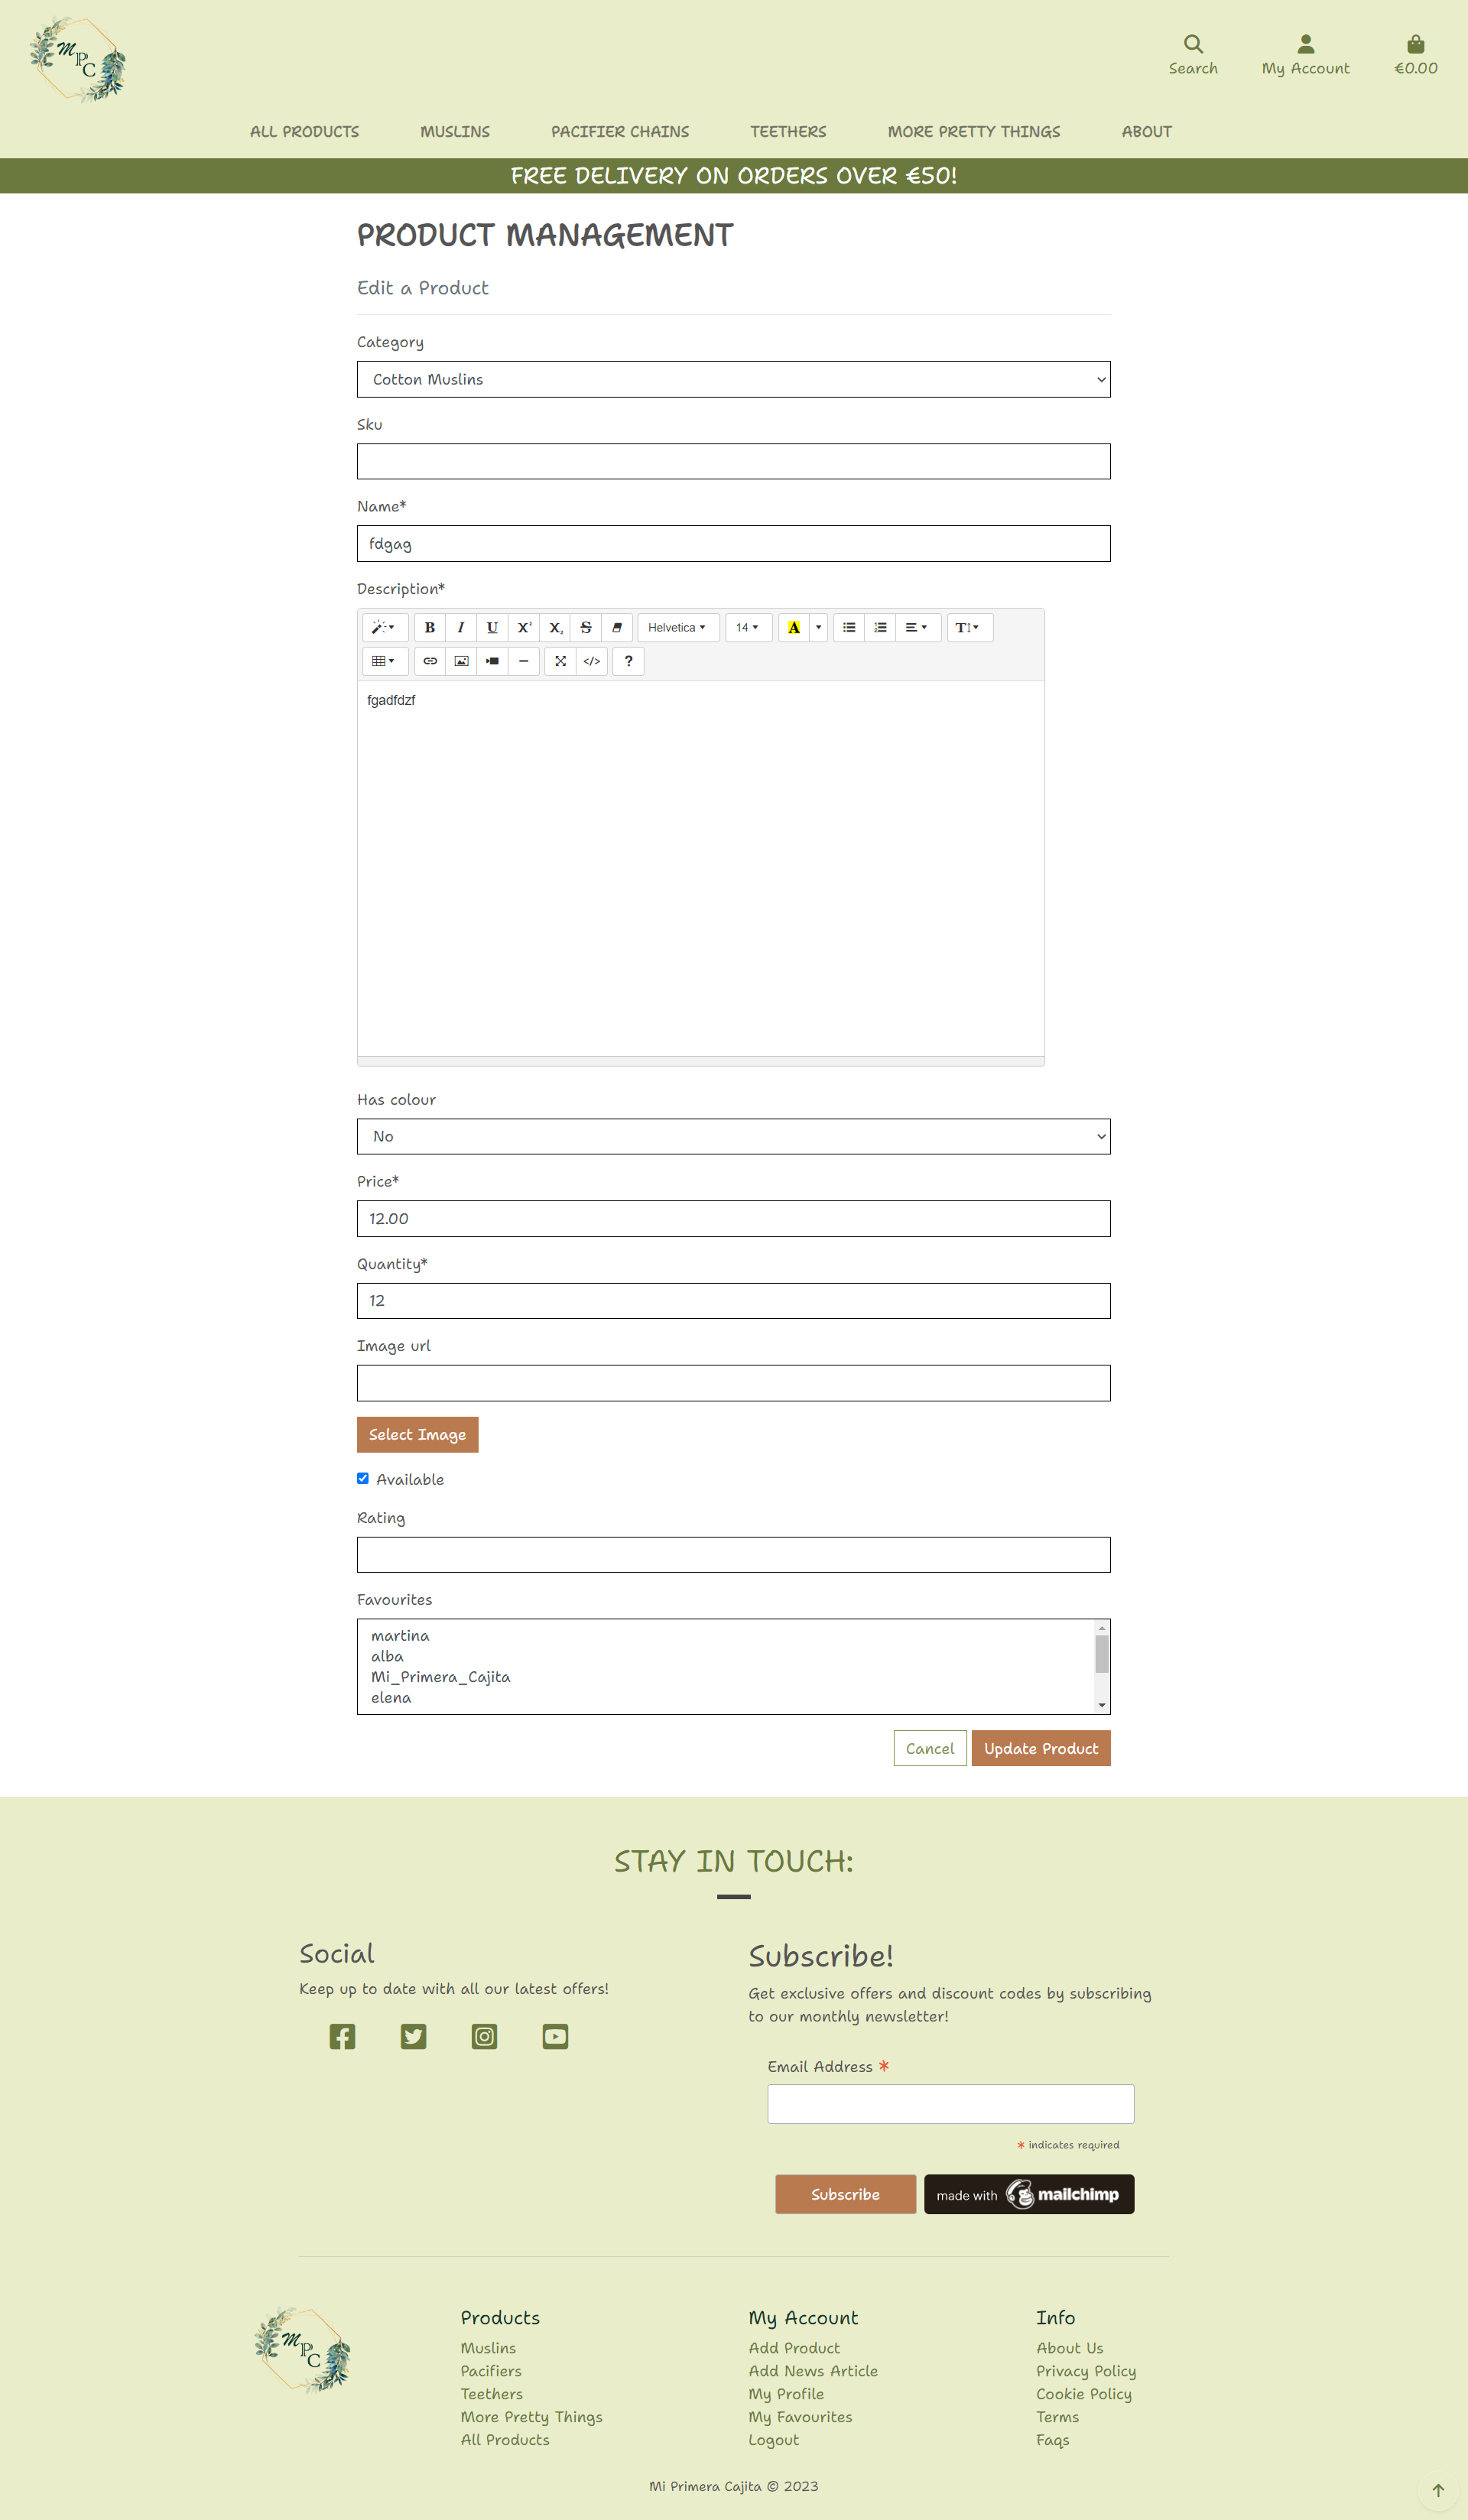 M
P
C
Search
My Account
€0.00
ALL PRODUCTS MUSLINS PACIFIER CHAINS TEETHERS MORE PRETTY THINGS ABOUT
FREE DELIVERY ON ORDERS OVER €50!
PRODUCT MANAGEMENT
Edit a Product
Category
Cotton Muslins
Sku
Name*
fdgag
Description*
B I U X² X₂ S Helvetica 14 A T
</> ?
fgadfdzf
Has colour
No
Price*
12.00
Quantity*
12
Image url
Select Image
Available
Rating
Favourites
martina
alba
Mi_Primera_Cajita
elena
Cancel Update Product
STAY IN TOUCH:
Social
Keep up to date with all our latest offers!
Subscribe!
Get exclusive offers and discount codes by subscribing
to our monthly newsletter!
Email Address *
* indicates required
Subscribe
made with mailchimp
M
P
C
Products
Muslins
Pacifiers
Teethers
More Pretty Things
All Products
My Account
Add Product
Add News Article
My Profile
My Favourites
Logout
Info
About Us
Privacy Policy
Cookie Policy
Terms
Faqs
Mi Primera Cajita © 2023